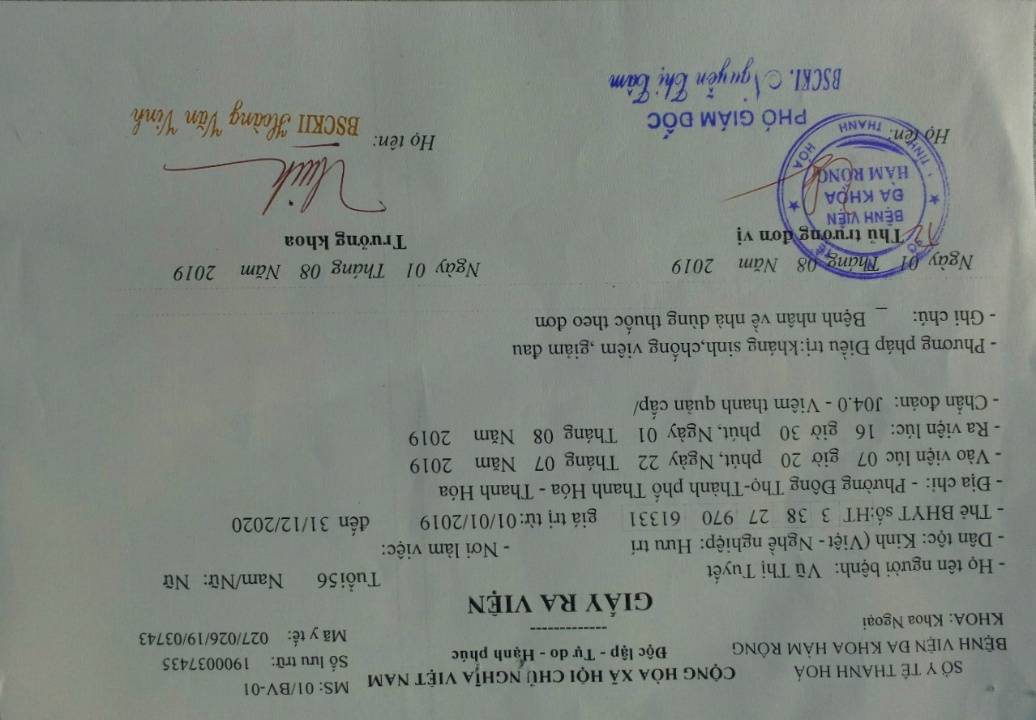 SỞ Y TẾ THANH HOÁ
BỆNH VIỆN ĐA KHOA HÀM RỒNG
KHOA: Khoa Ngoại
CỘNG HÒA XÃ HỘI CHỦ NGHĨA VIỆT NAM
Độc lập - Tự do - Hạnh phúc
-------------
MS: 01/BV-01
Số lưu trữ: 1900037435
Mã y tế: 027/026/19/03743
GIẤY RA VIỆN
- Họ tên người bệnh: Vũ Thị Tuyết Tuổi56 Nam/Nữ: Nữ
- Dân tộc: Kinh (Việt - Nghề nghiệp: Hưu trí - Nơi làm việc:
- Thẻ BHYT số:HT 3 38 27 970 61331 giá trị từ:01/01/2019 đến 31/12/2020
- Địa chỉ: - Phường Đông Thọ-Thành phố Thanh Hóa - Thanh Hóa
- Vào viện lúc 07 giờ 20 phút, Ngày 22 Tháng 07 Năm 2019
- Ra viện lúc: 16 giờ 30 phút, Ngày 01 Tháng 08 Năm 2019
- Chẩn đoán: J04.0 - Viêm thanh quản cấp/
- Phương pháp Điều trị:kháng sinh,chống viêm ,giảm đau
- Ghi chú: _ Bệnh nhân về nhà dùng thuốc theo đơn
Ngày 01 Tháng 08 Năm 2019
Thủ trưởng đơn vị
SỞ Y TẾ
BỆNH VIỆN
ĐA KHOA
HÀM RỒNG
TỈNH THANH HÓA
Họ tên:
PHÓ GIÁM ĐỐC
BSCKI. Nguyễn Thị Tâm
Ngày 01 Tháng 08 Năm 2019
Trưởng khoa
Vinh
Họ tên:
BSCKII Hoàng Văn Vinh